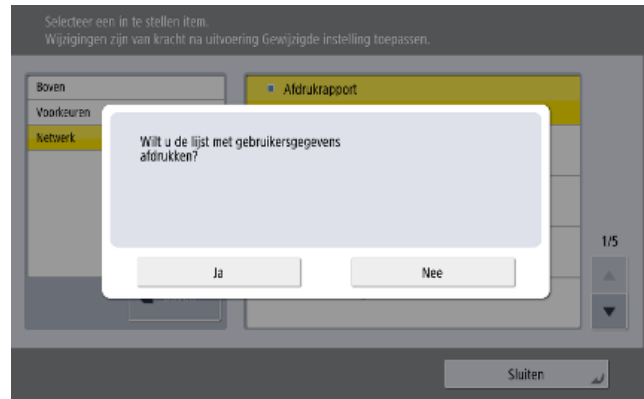 Selecteer een in te stellen item.
Wijzigingen zijn van kracht na uitvoering Gewijzigde instelling toepassen.
Boven
Voorkeuren
Netwerk
Afdrukrapport
Wilt u de lijst met gebruikersgegevens
afdrukken?
Ja
Nee
1/5
Sluiten